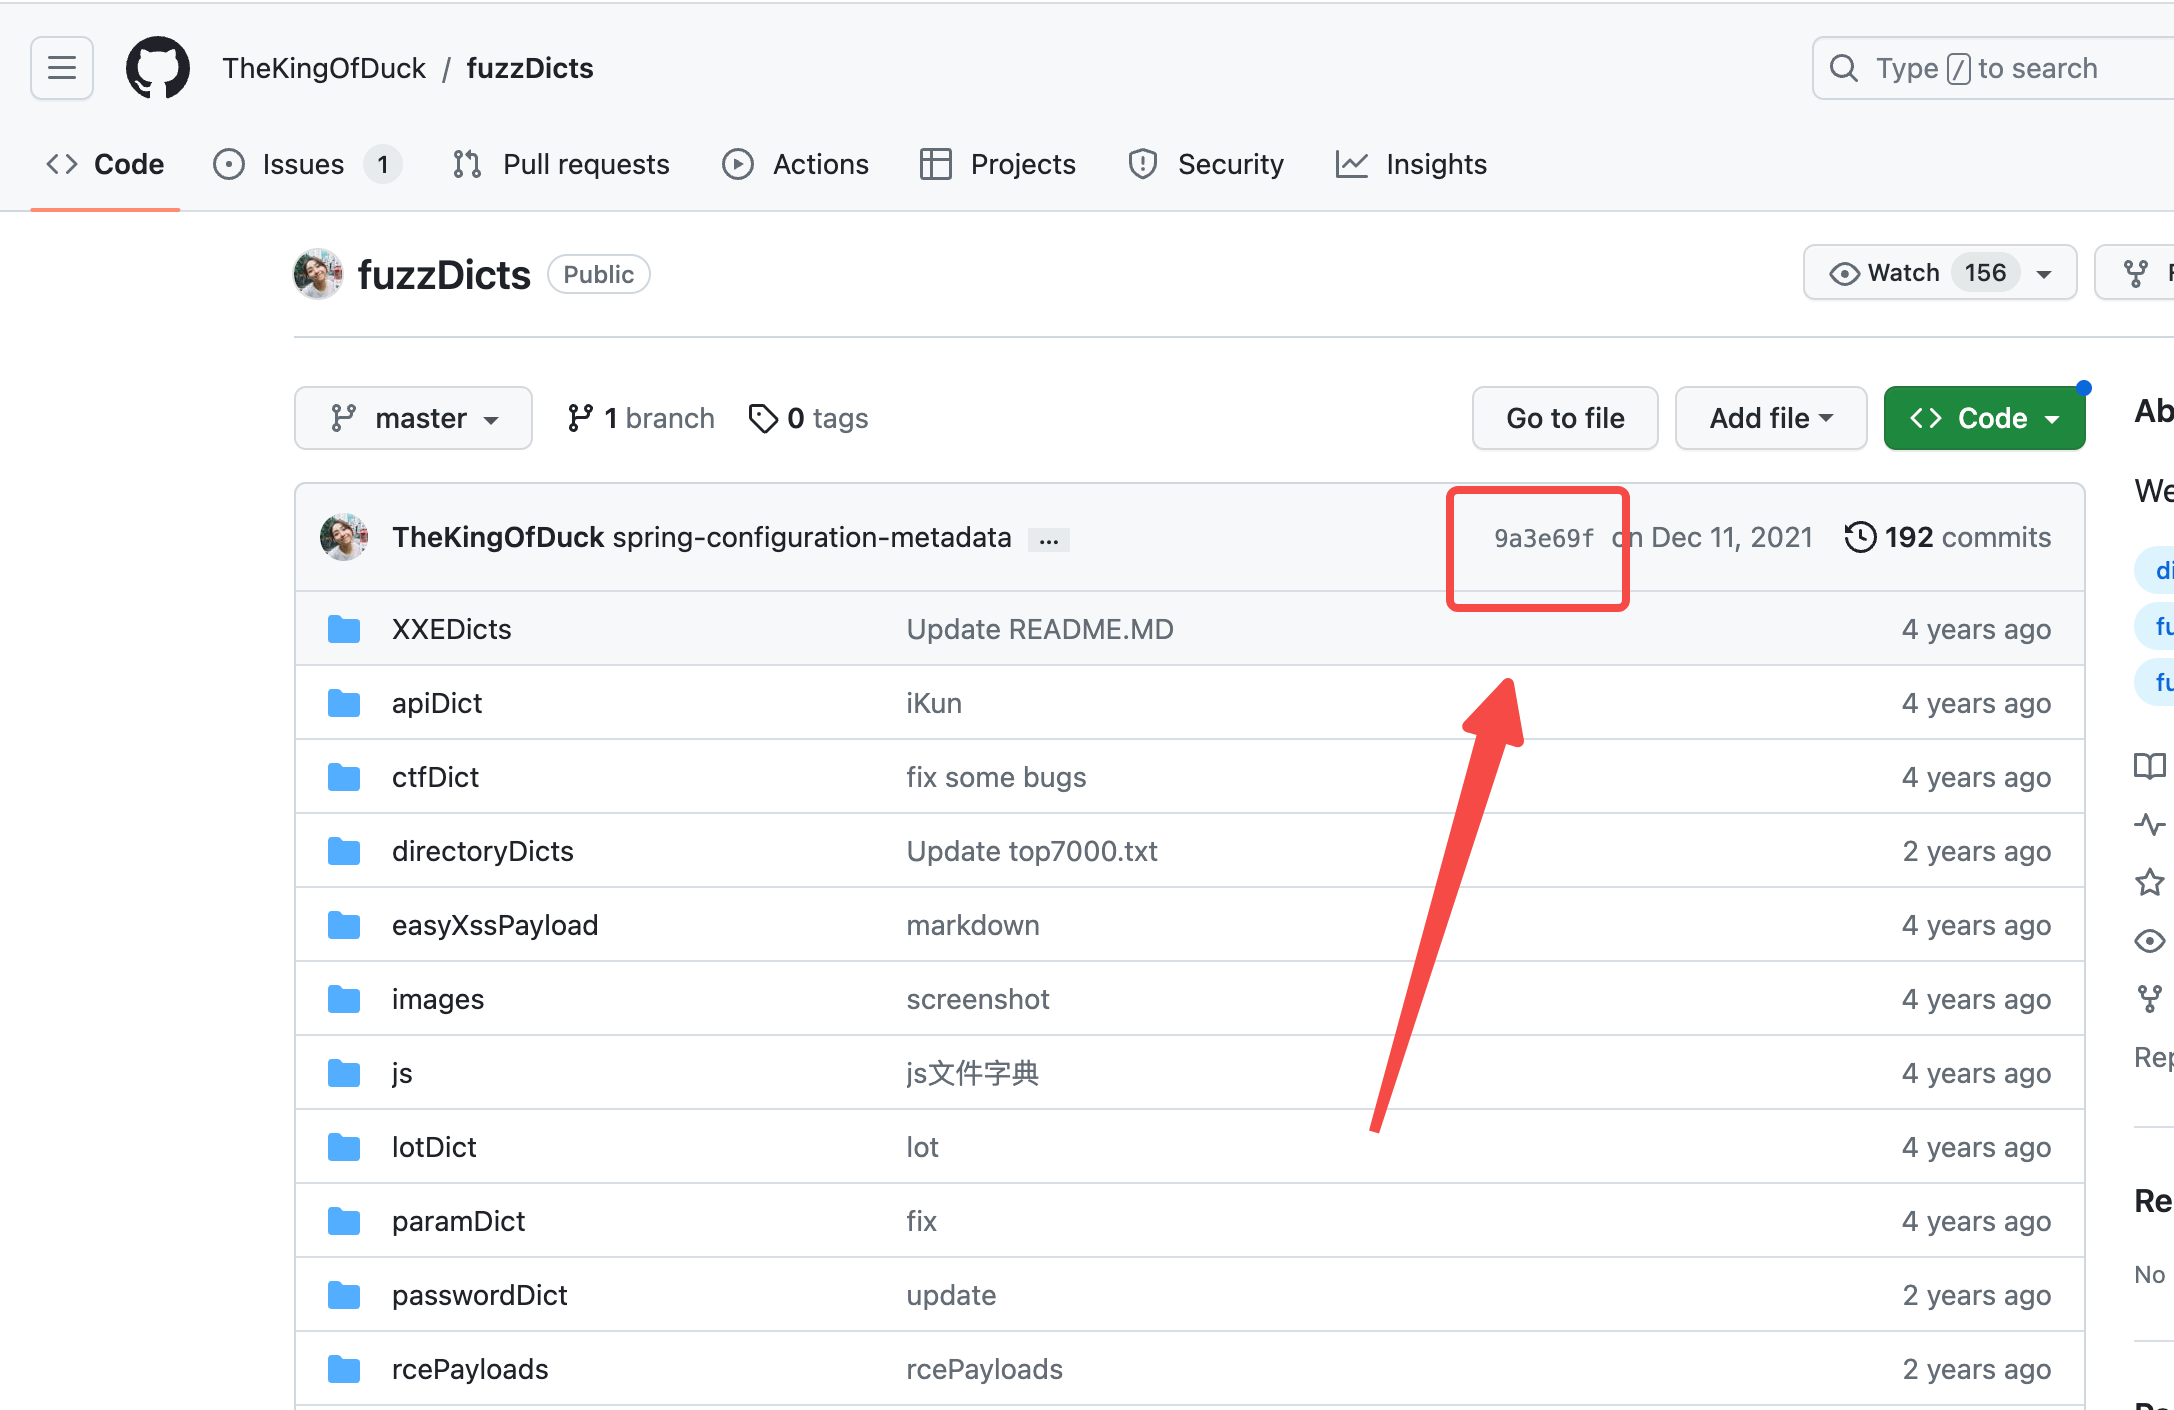 TheKingOfDuck / fuzzDicts
Type / to search
Code
Issues 1
Pull requests
Actions
Projects
Security
Insights
fuzzDicts Public
Watch 156
master
1 branch
0 tags
Go to file
Add file
Code
TheKingOfDuck spring-configuration-metadata ... 9a3e69f on Dec 11, 2021 192 commits
XXEDicts Update README.MD 4 years ago
apiDict iKun 4 years ago
ctfDict fix some bugs 4 years ago
directoryDicts Update top7000.txt 2 years ago
easyXssPayload markdown 4 years ago
images screenshot 4 years ago
js js文件字典 4 years ago
lotDict lot 4 years ago
paramDict fix 4 years ago
passwordDict update 2 years ago
rcePayloads rcePayloads 2 years ago
Ab
We
di
fu
fu
Rep
Re
No